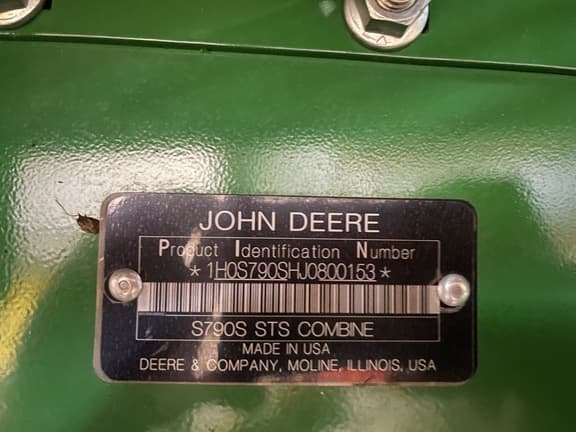 JOHN DEERE
Product Identification Number
*1H0S790SHJ0800153*
S790S STS COMBINE
MADE IN USA
DEERE & COMPANY, MOLINE, ILLINOIS, USA